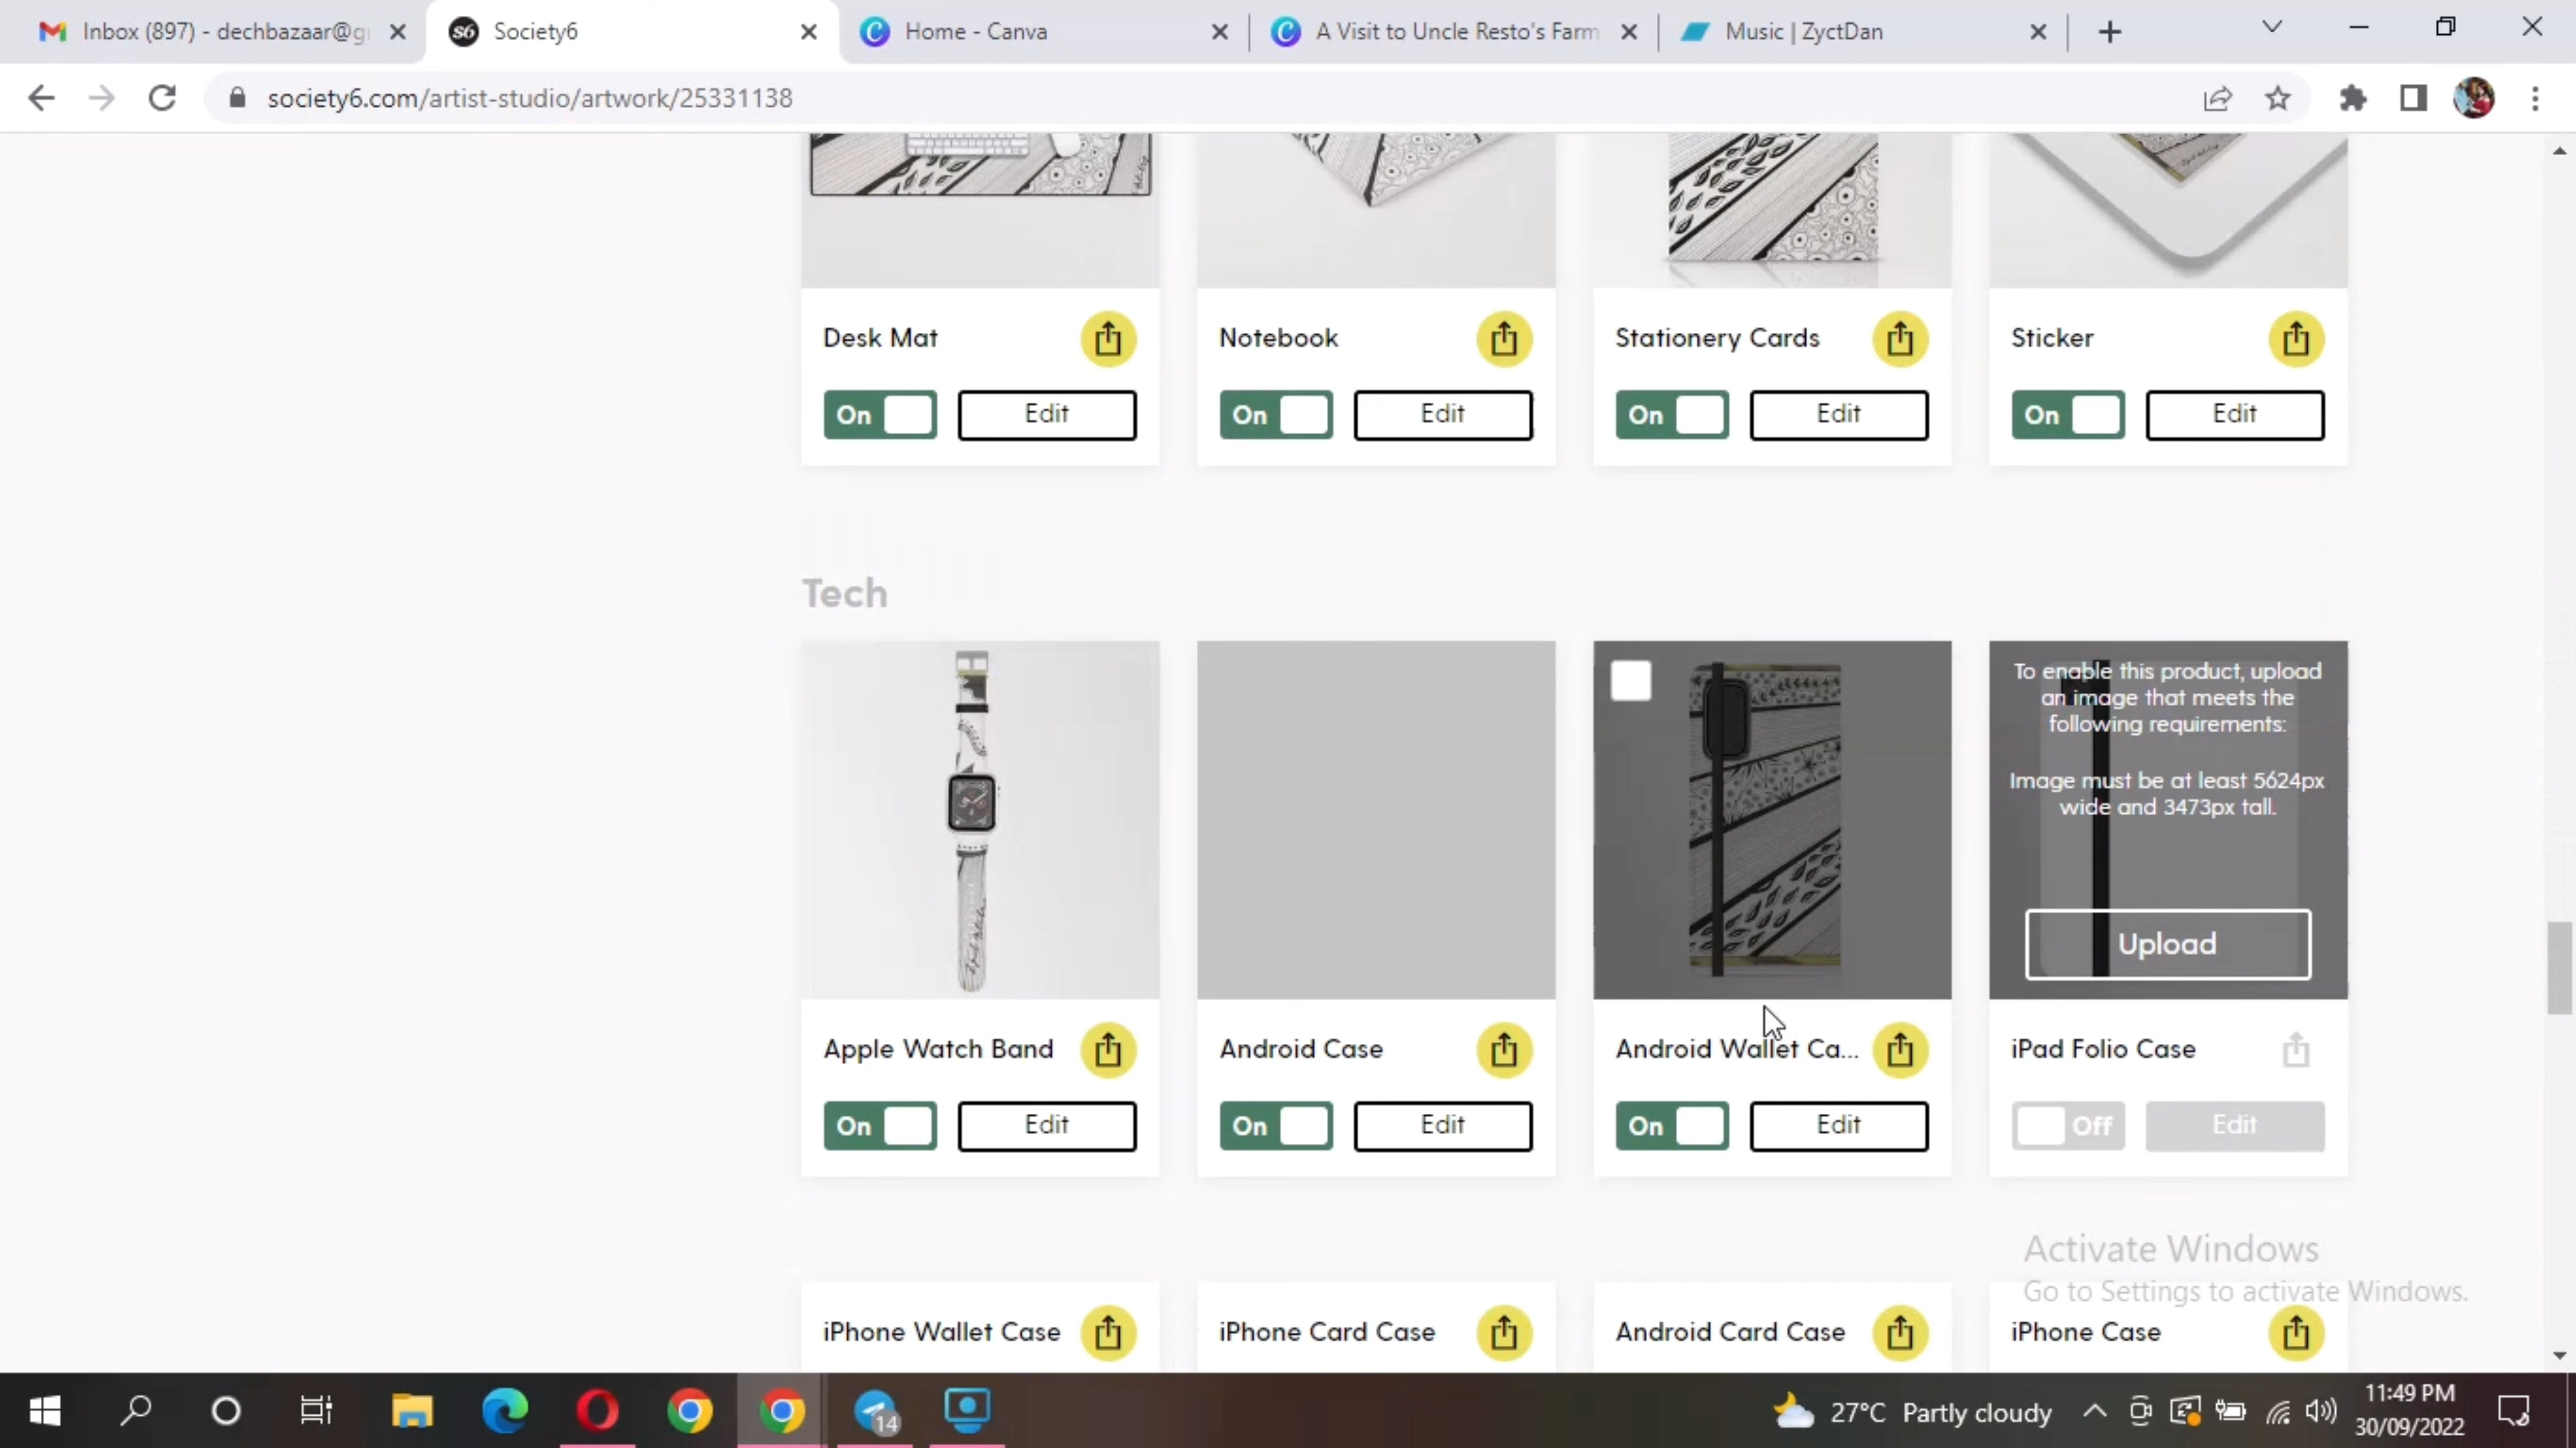 Inbox (897) - dechbazaar@g
Society6
Home - Canva
A Visit to Uncle Resto's Farm
Music | ZyctDan
society6.com/artist-studio/artwork/25331138
Desk Mat
Notebook
Stationery Cards
Sticker
On Edit
On Edit
On Edit
On Edit
Tech
To enable this product, upload
an image that meets the
following requirements:
Image must be at least 5624px
wide and 3473px tall.
Upload
Apple Watch Band
Android Case
Android Wallet Ca...
iPad Folio Case
On Edit
On Edit
On Edit
Off Edit
Activate Windows
Go to Settings to activate Windows.
iPhone Wallet Case
iPhone Card Case
Android Card Case
iPhone Case
14
27°C Partly cloudy
11:49 PM
30/09/2022